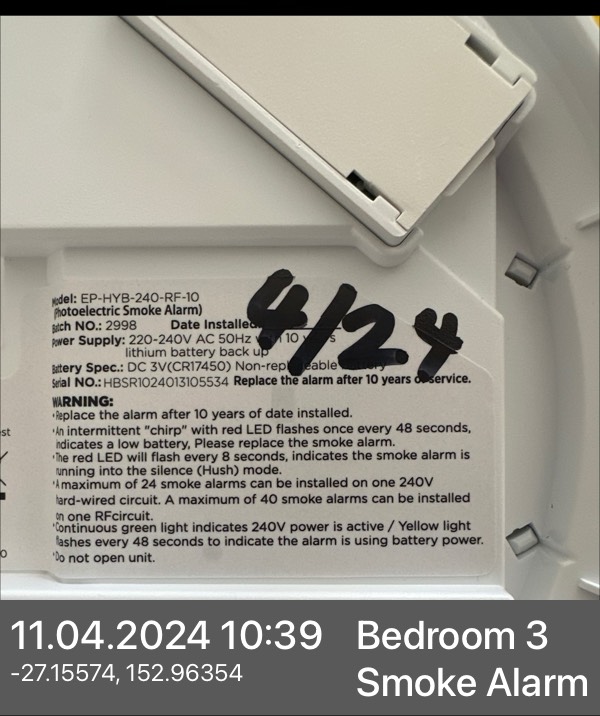 Model: EP-HYB-240-RF-10
(Photoelectric Smoke Alarm)
Batch NO.: 2998 Date Installed
4/24
Power Supply: 220-240V AC 50Hz 10
lithium battery back up
Battery Spec.: DC 3V(CR17450)
Serial NO.: HBSR1024013105534 Replace the alarm after 10 years of service.
WARNING:
•Replace the alarm after 10 years of date installed.
•An intermittent "chirp" with red LED flashes once every 48 seconds,
indicates a low battery, Please replace the smoke alarm.
•The red LED will flash every 8 seconds, indicates the smoke alarm is
running into the silence (Hush) mode.
•A maximum of 24 smoke alarms can be installed on one 240V
hard-wired circuit. A maximum of 40 smoke alarms can be installed
on one RFcircuit.
•Continuous green light indicates 240V power is active / Yellow light
flashes every 48 seconds to indicate the alarm is using battery power.
•Do not open unit.
11.04.2024 10:39
-27.15574, 152.96354
Bedroom 3
Smoke Alarm